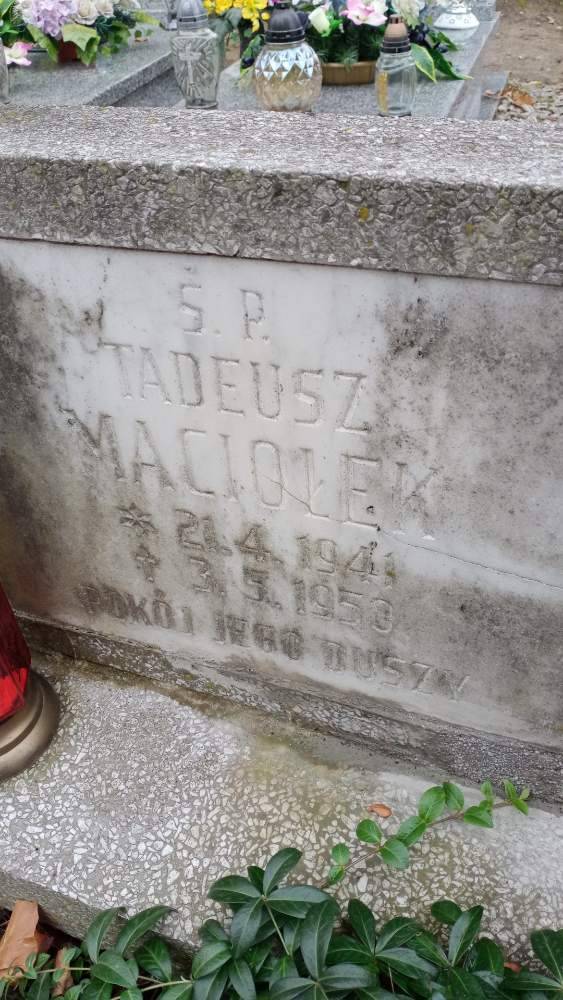 S. P.
TADEUSZ
MACIOŁEK
* 21.4.1941
† 3.5.1953
POKÓJ JEGO DUSZY